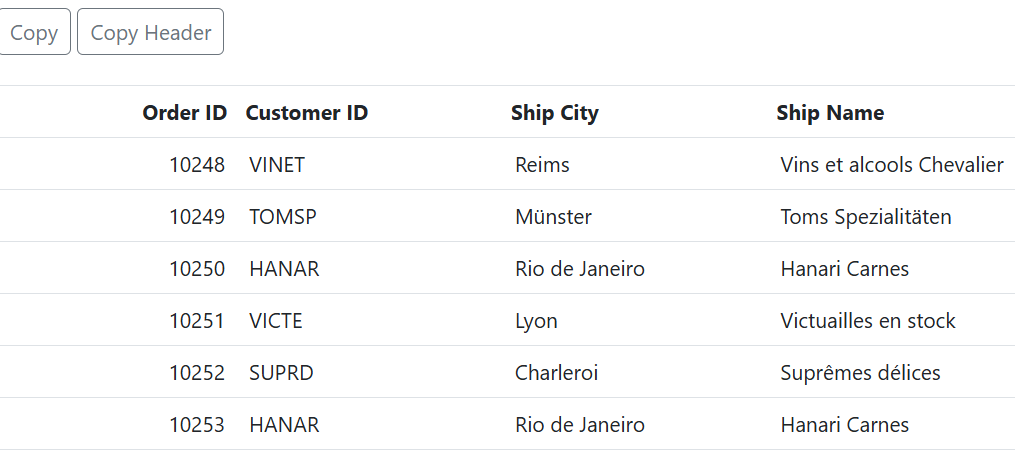 Copy Copy Header
Order ID Customer ID Ship City Ship Name
10248 VINET Reims Vins et alcools Chevalier
10249 TOMSP Münster Toms Spezialitäten
10250 HANAR Rio de Janeiro Hanari Carnes
10251 VICTE Lyon Victuailles en stock
10252 SUPRD Charleroi Suprêmes délices
10253 HANAR Rio de Janeiro Hanari Carnes